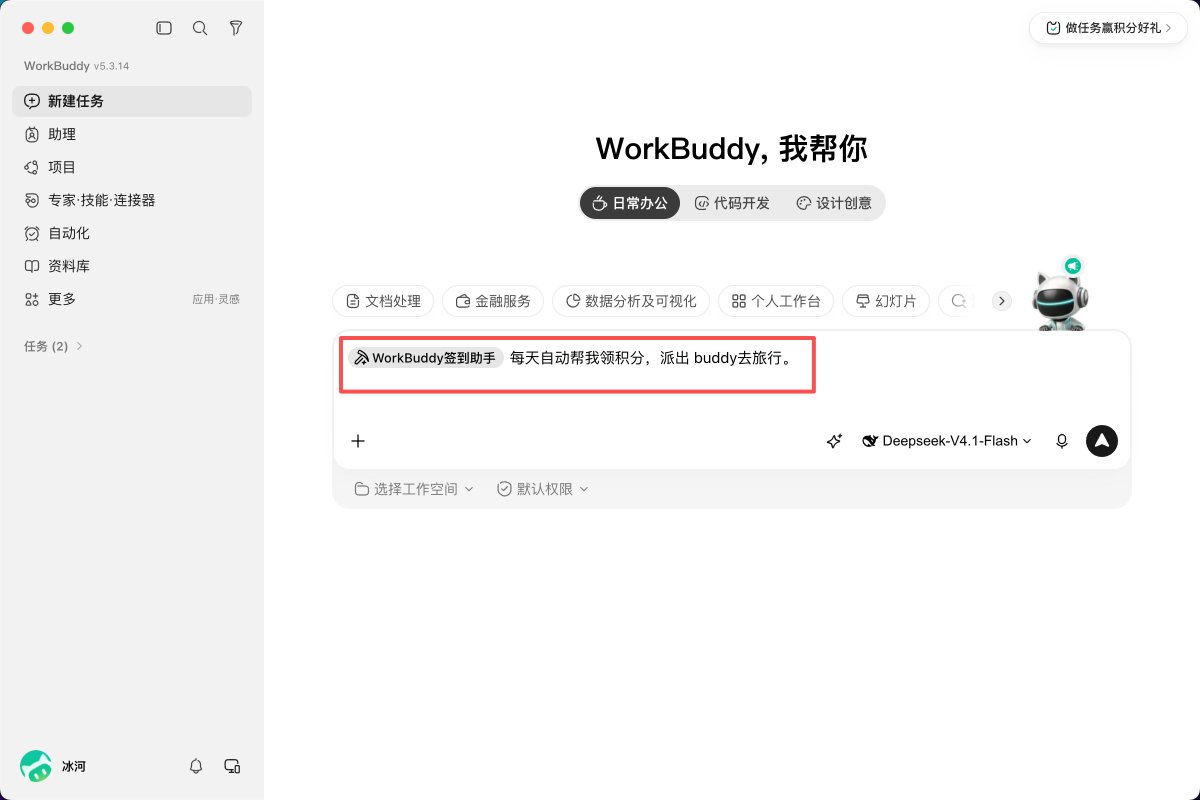 做任务赢积分好礼
WorkBuddy v5.3.14
新建任务
助理
项目
专家·技能·连接器
自动化
资料库
更多 应用·灵感
任务 (2)
WorkBuddy, 我帮你
日常办公 代码开发 设计创意
文档处理 金融服务 数据分析及可视化 个人工作台 幻灯片
WorkBuddy签到助手 每天自动帮我领积分，派出 buddy去旅行。
Deepseek-V4.1-Flash
选择工作空间 默认权限
冰河